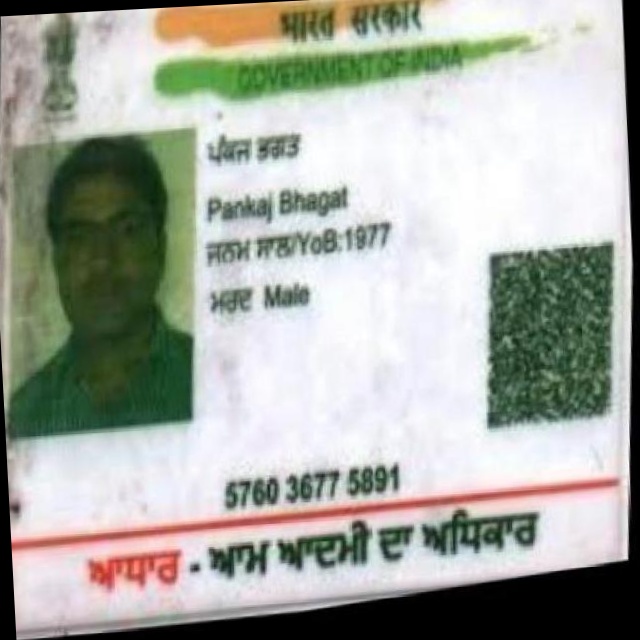 भारत सरकार
GOVERNMENT OF INDIA
ਪੰਕਜ ਭਗਤ
Pankaj Bhagat
ਜਨਮ ਸਾਲ/YoB:1977
ਮਰਦ Male
5760 3677 5891
ਆਧਾਰ - ਆਮ ਆਦਮੀ ਦਾ ਅਧਿਕਾਰ